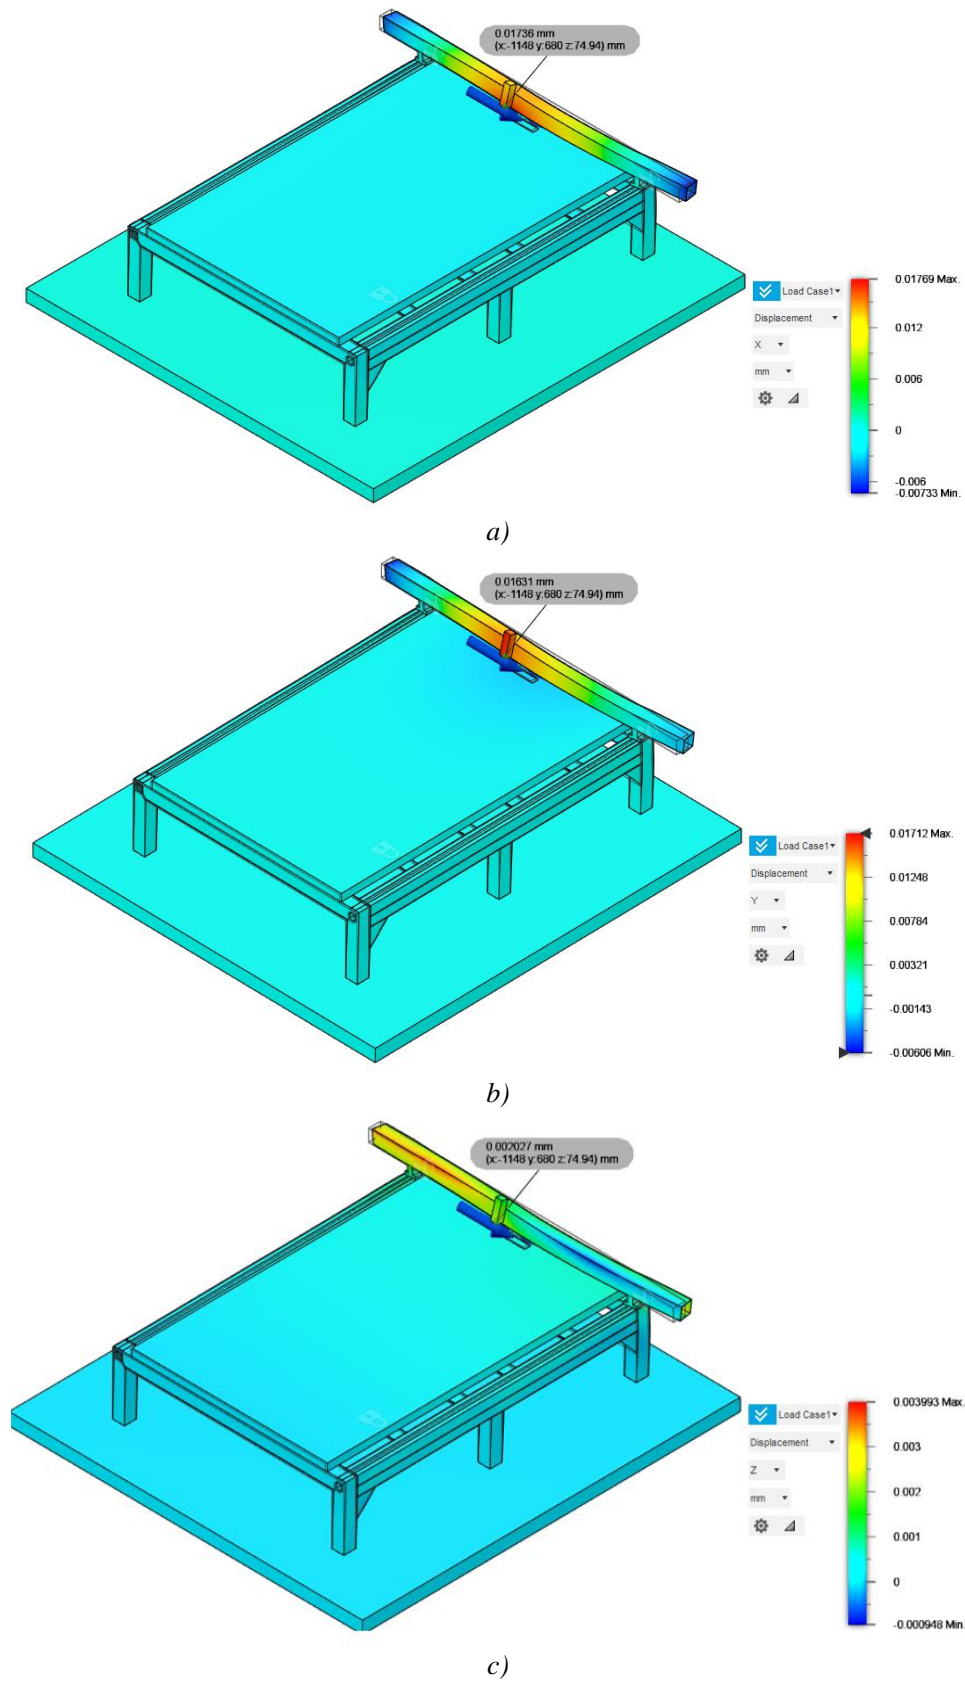 0.01736 mm
(x:-1148 y:680 z:74.94) mm
Load Case1
Displacement
X
mm
0.01769 Max.
0.012
0.006
0
-0.006
-0.00733 Min.
a)
0.01631 mm
(x:-1148 y:680 z:74.94) mm
Load Case1
Displacement
Y
mm
0.01712 Max.
0.01248
0.00784
0.00321
-0.00143
-0.00606 Min.
b)
0.002027 mm
(x:-1148 y:680 z:74.94) mm
Load Case1
Displacement
Z
mm
0.003993 Max.
0.003
0.002
0.001
0
-0.000948 Min.
c)